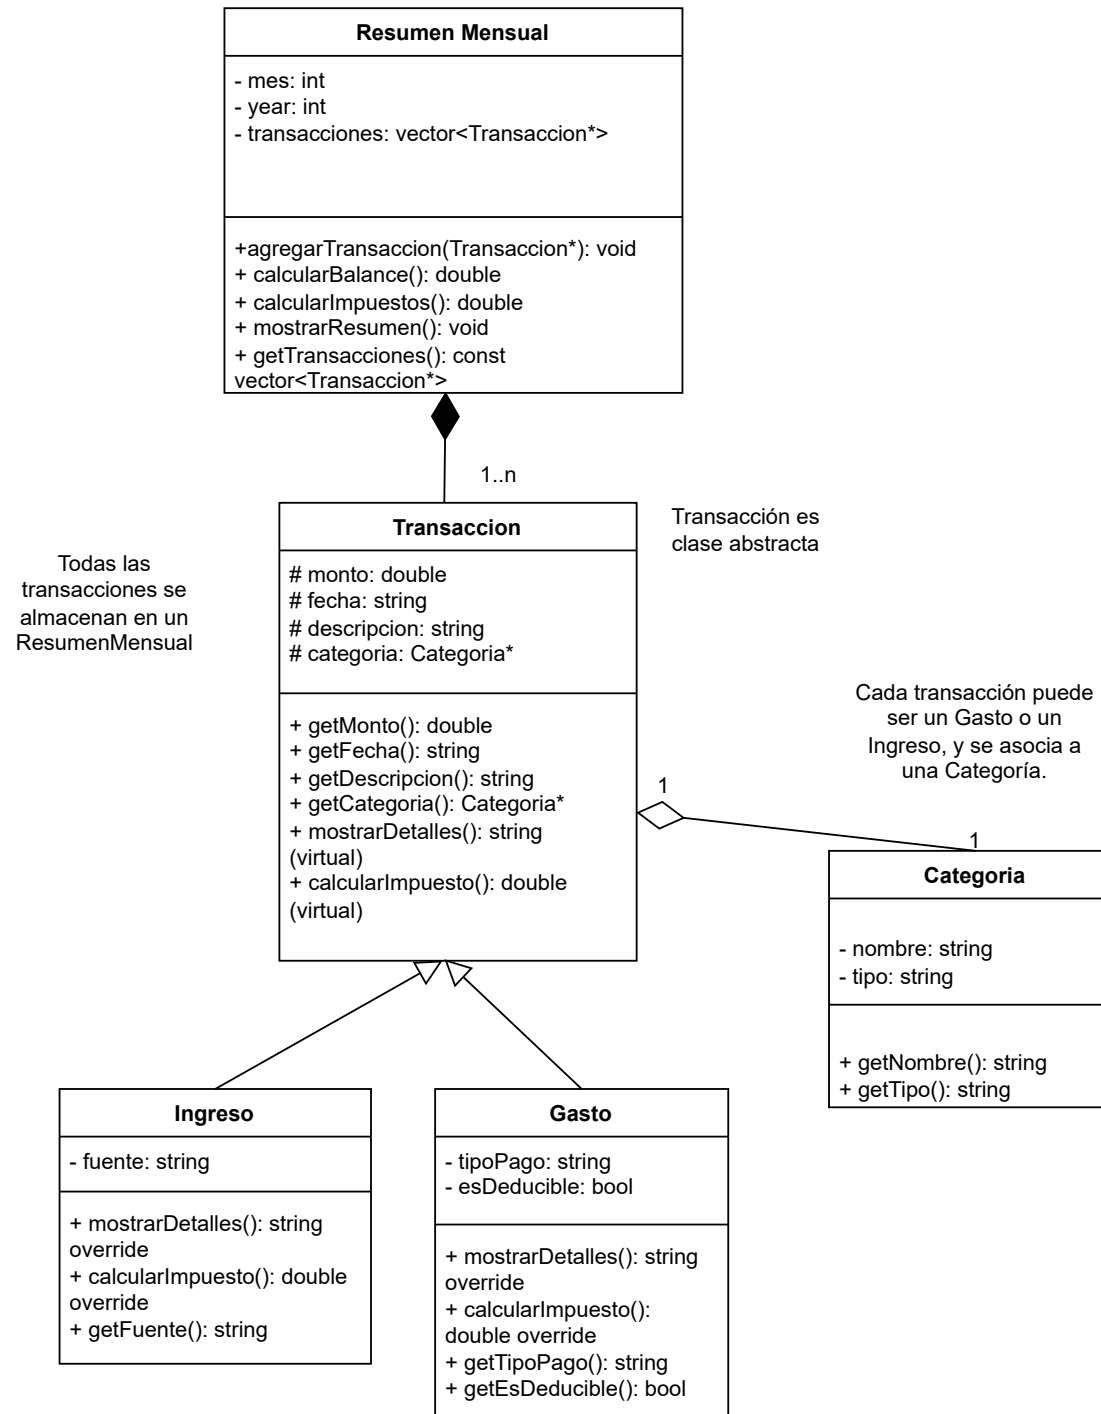 Resumen Mensual
- mes: int
- year: int
- transacciones: vector<Transaccion*>
+agregarTransaccion(Transaccion*): void
+ calcularBalance(): double
+ calcularImpuestos(): double
+ mostrarResumen(): void
+ getTransacciones(): const
vector<Transaccion*>
1..n
Transaccion
# monto: double
# fecha: string
# descripcion: string
# categoria: Categoria*
+ getMonto(): double
+ getFecha(): string
+ getDescripcion(): string
+ getCategoria(): Categoria*
+ mostrarDetalles(): string
(virtual)
+ calcularImpuesto(): double
(virtual)
Transacción es
clase abstracta
Todas las
transacciones se
almacenan en un
ResumenMensual
Cada transacción puede
ser un Gasto o un
Ingreso, y se asocia a
una Categoría.
1
1
Categoria
- nombre: string
- tipo: string
+ getNombre(): string
+ getTipo(): string
Ingreso
- fuente: string
+ mostrarDetalles(): string
override
+ calcularImpuesto(): double
override
+ getFuente(): string
Gasto
- tipoPago: string
- esDeducible: bool
+ mostrarDetalles(): string
override
+ calcularImpuesto():
double override
+ getTipoPago(): string
+ getEsDeducible(): bool